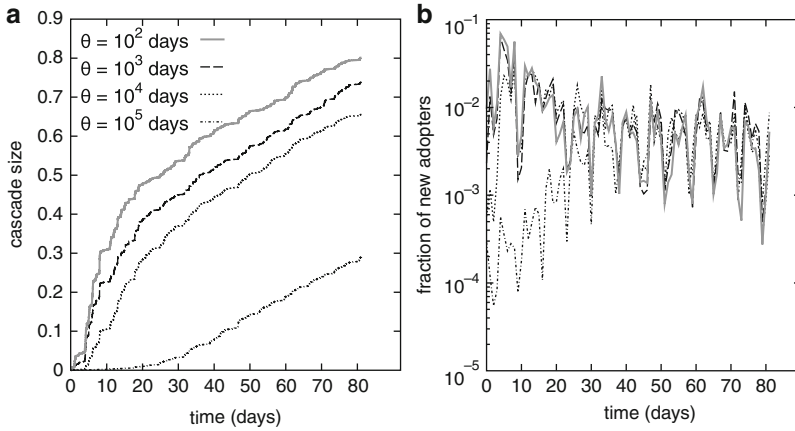 a
θ = 10² days
θ = 10³ days
θ = 10⁴ days
θ = 10⁵ days
cascade size
0.9
0.8
0.7
0.6
0.5
0.4
0.3
0.2
0.1
0
0 10 20 30 40 50 60 70 80
time (days)
b
fraction of new adopters
10⁻¹
10⁻²
10⁻³
10⁻⁴
10⁻⁵
0 10 20 30 40 50 60 70 80
time (days)